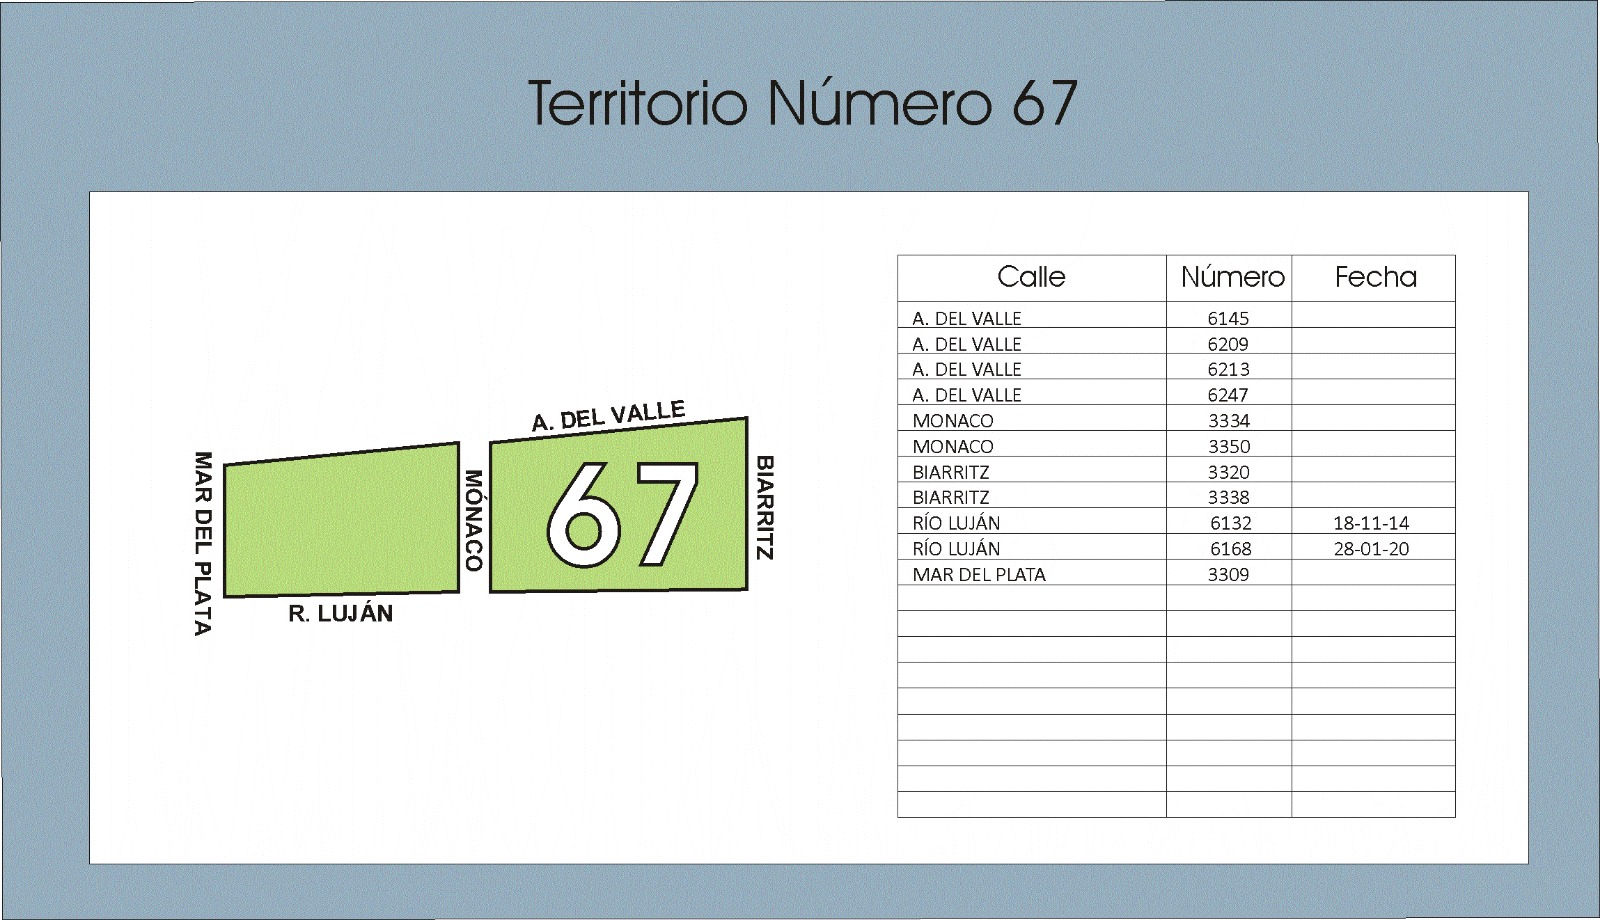 Territorio Número 67
A. DEL VALLE
MAR DEL PLATA
MÓNACO
67
BIARRITZ
R. LUJÁN
Calle Número Fecha
A. DEL VALLE 6145
A. DEL VALLE 6209
A. DEL VALLE 6213
A. DEL VALLE 6247
MONACO 3334
MONACO 3350
BIARRITZ 3320
BIARRITZ 3338
RÍO LUJÁN 6132 18-11-14
RÍO LUJÁN 6168 28-01-20
MAR DEL PLATA 3309